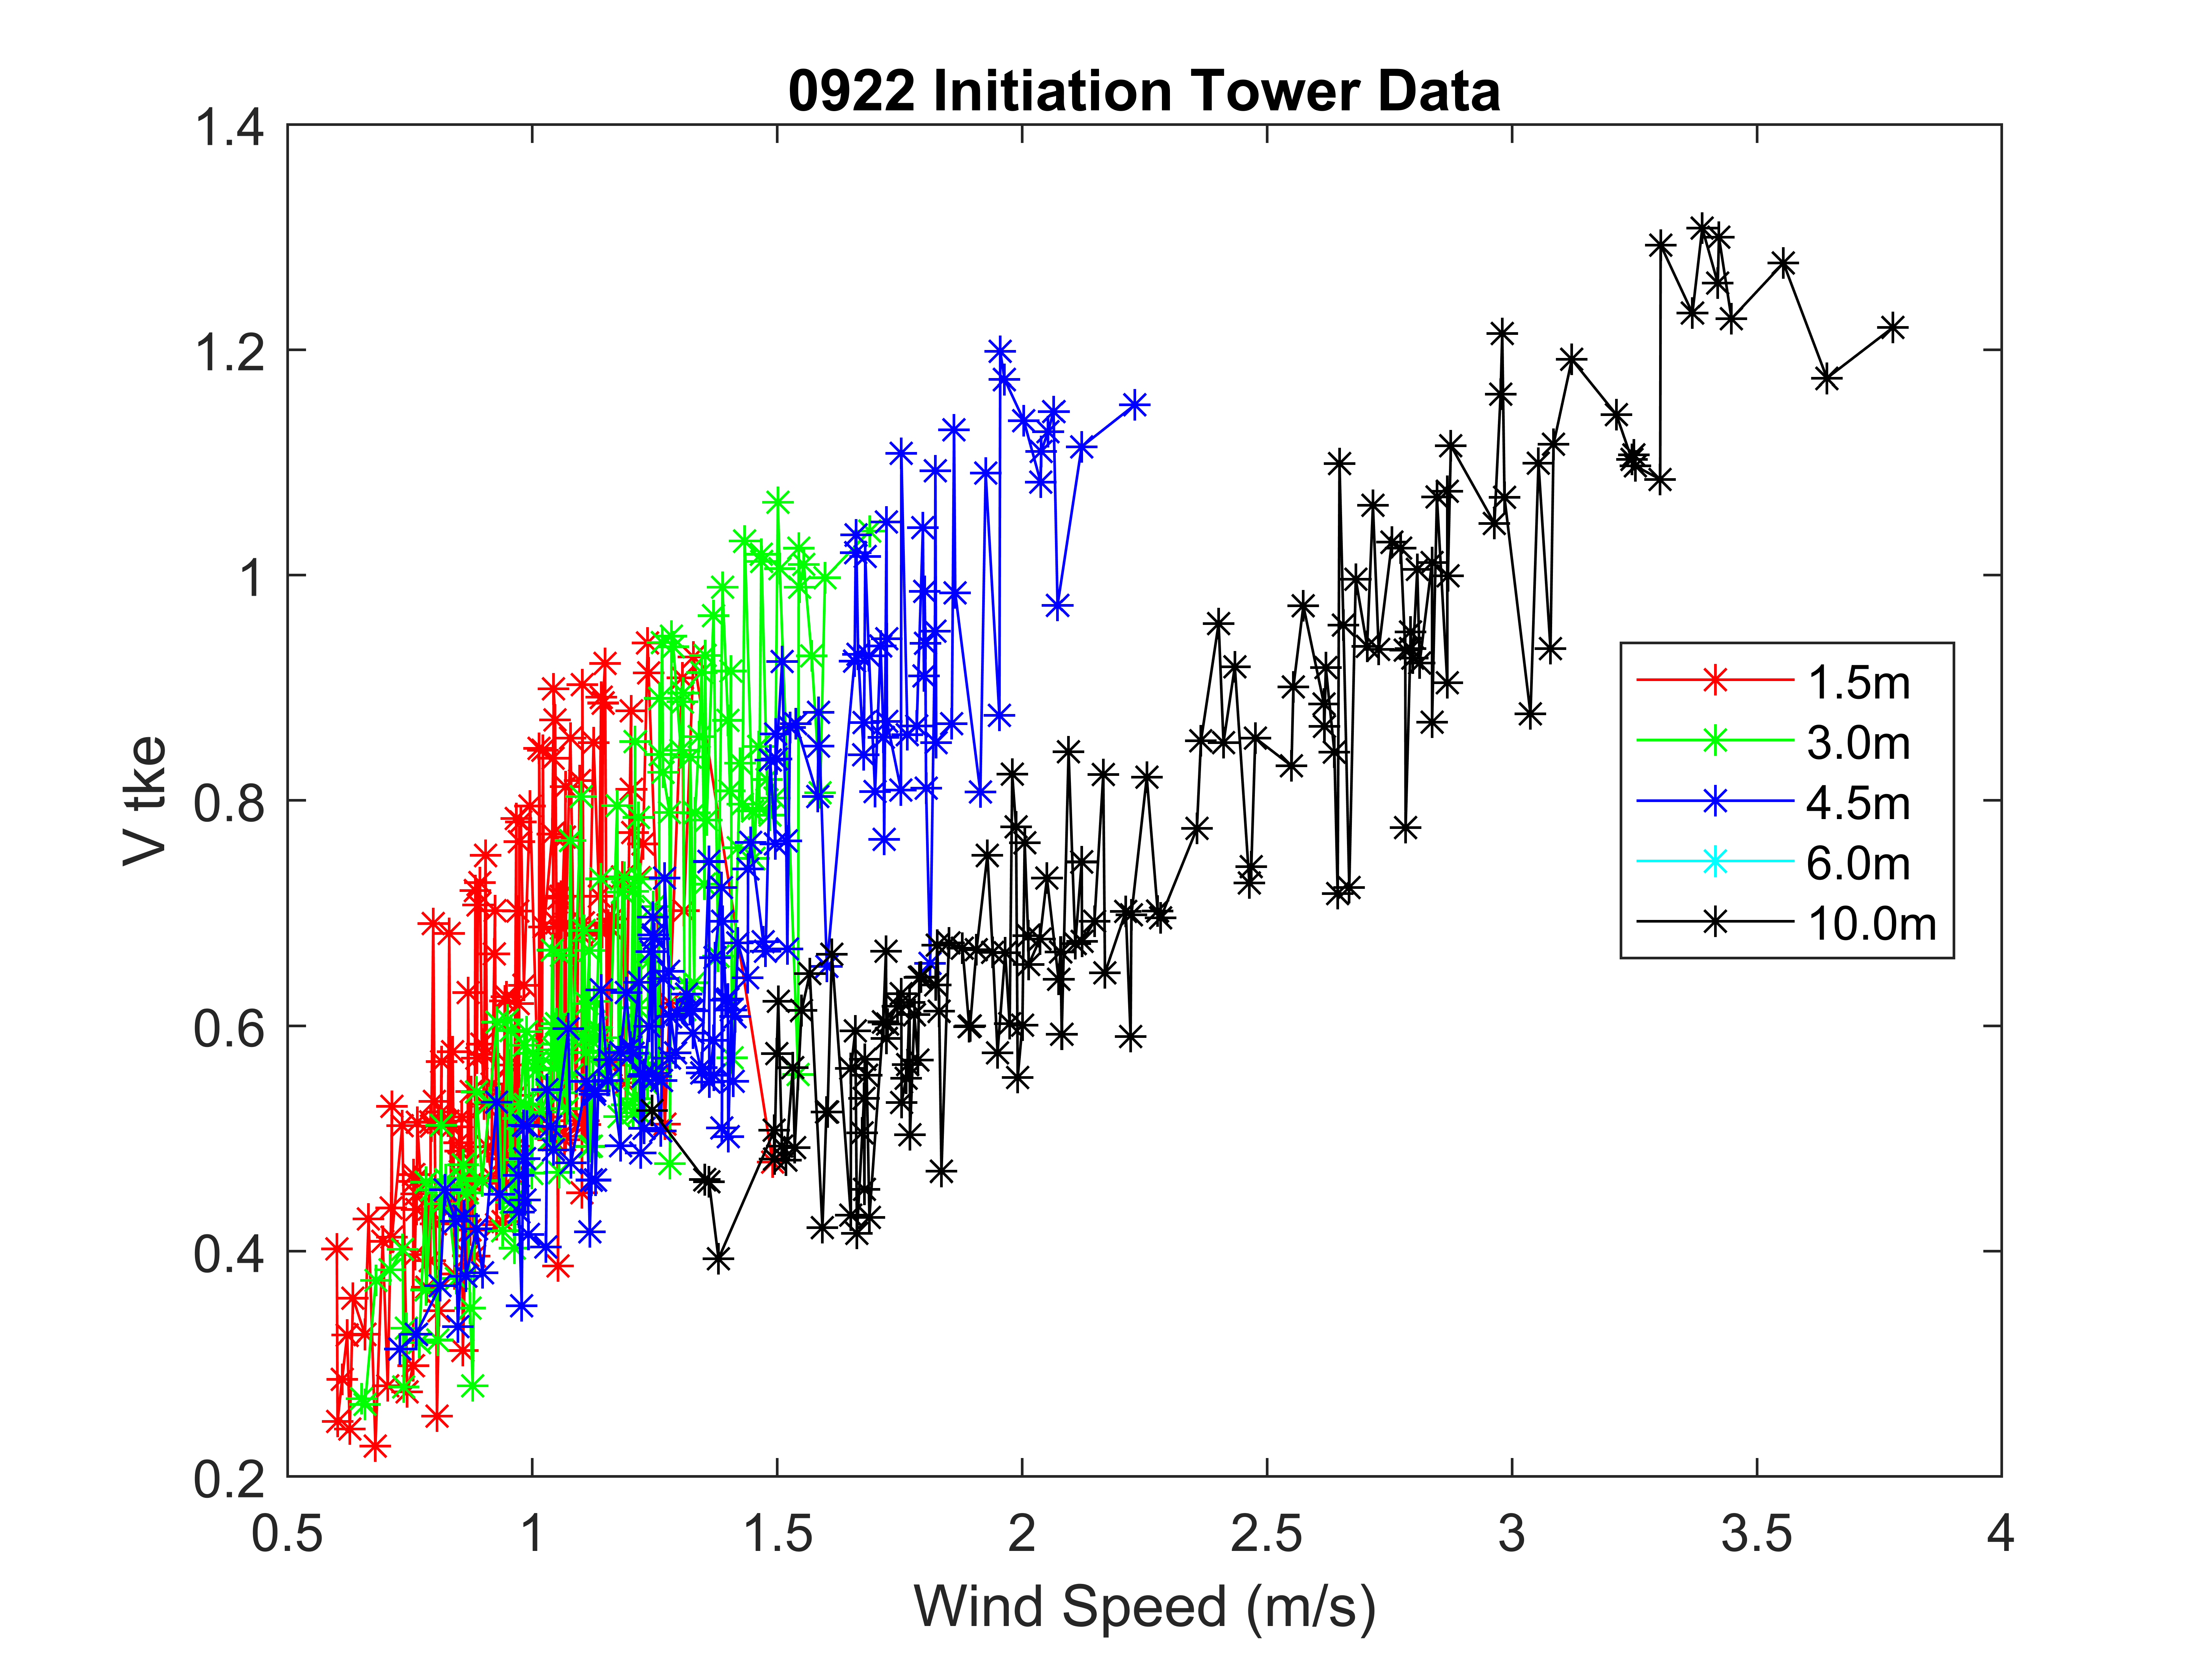 0922 Initiation Tower Data
1.4
1.2
1
0.8
0.6
0.4
0.2
V tke
1.5m
3.0m
4.5m
6.0m
10.0m
0.5
1
1.5
2
2.5
3
3.5
4
Wind Speed (m/s)